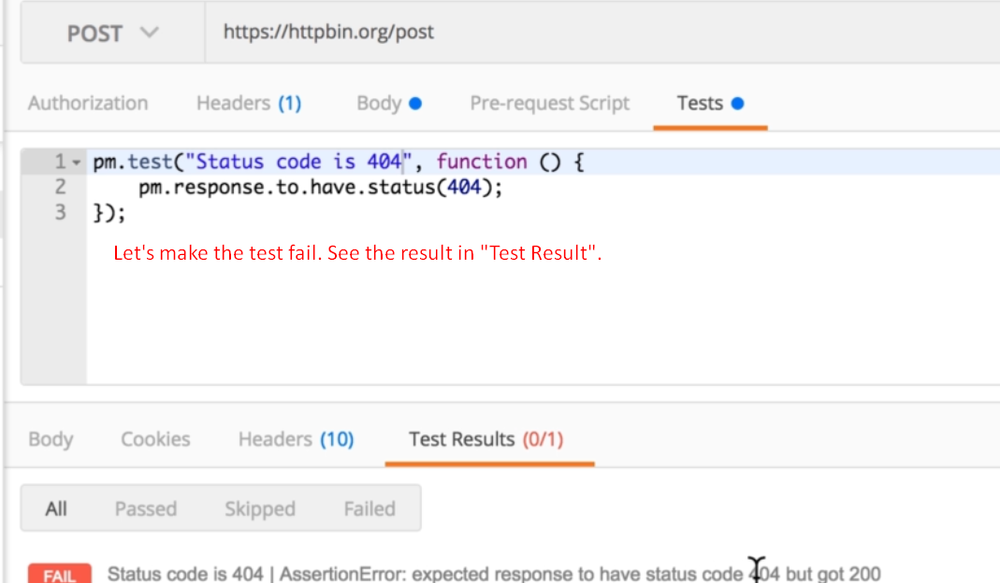 POST https://httpbin.org/post
Authorization Headers (1) Body Pre-request Script Tests
1 pm.test("Status code is 404", function () {
2 pm.response.to.have.status(404);
3 });
Let's make the test fail. See the result in "Test Result".
Body Cookies Headers (10) Test Results (0/1)
All Passed Skipped Failed
FAIL Status code is 404 | AssertionError: expected response to have status code 404 but got 200